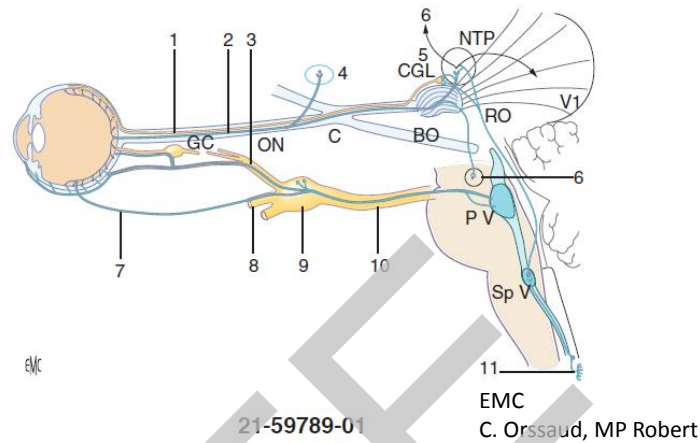 6
1 2 3
NTP
5
4
CGL
RO
V1
GC
ON
C
BO
6
P V
7 8 9 10
Sp V
11
EMC
21-59789-01
EMC
C. Orssaud, MP Robert